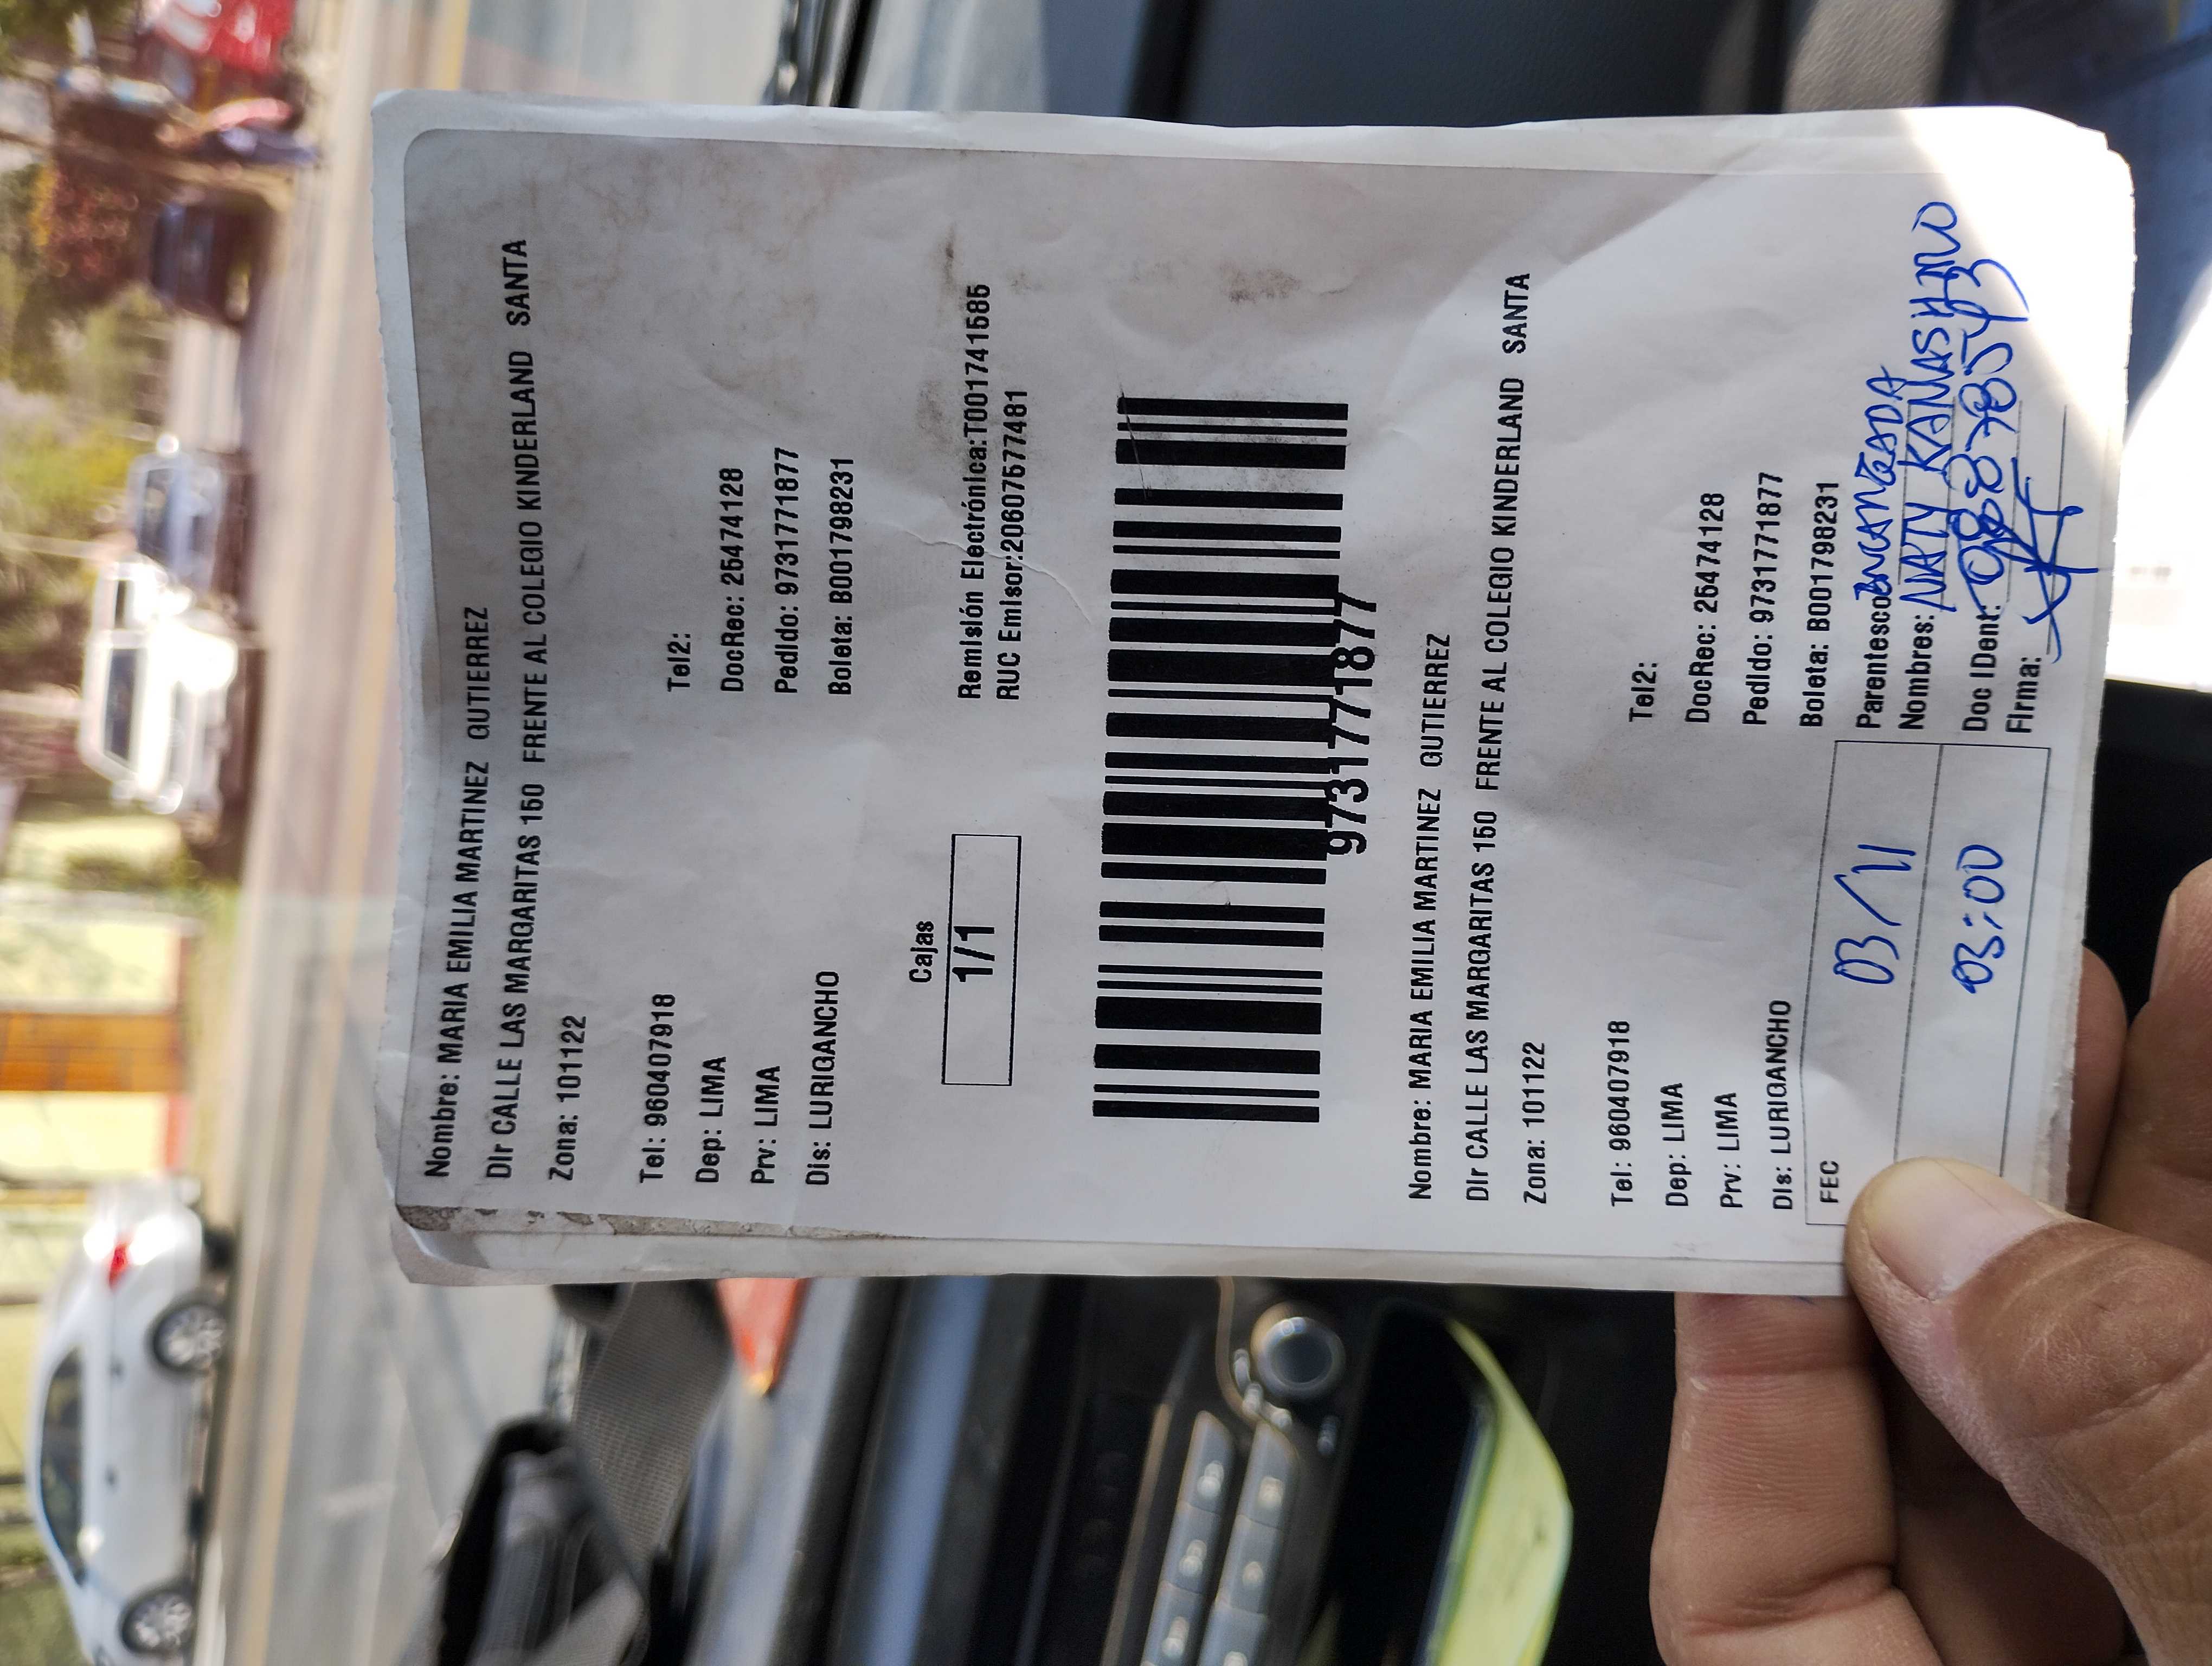 Nombre: MARIA EMILIA MARTINEZ GUTIERREZ
Dir CALLE LAS MARGARITAS 150 FRENTE AL COLEGIO KINDERLAND SANTA
Zona: 101122
Tel: 960407918 Tel2:
Dep: LIMA DocRec: 25474128
Prv: LIMA Pedido: 9731771877
Dis: LURIGANCHO Boleta: B001798231
Cajas
1/1
Remisión Electrónica:T001741585
RUC Emisor:20607577481
9731771877
Nombre: MARIA EMILIA MARTINEZ GUTIERREZ
Dir CALLE LAS MARGARITAS 150 FRENTE AL COLEGIO KINDERLAND SANTA
Zona: 101122
Tel: 960407918 Tel2:
Dep: LIMA DocRec: 25474128
Prv: LIMA Pedido: 9731771877
Dis: LURIGANCHO Boleta: B001798231
FEC 03/11
Parentesco
Nombres: NATY KANASHIRO
03:00
Doc IDent:
Firma: